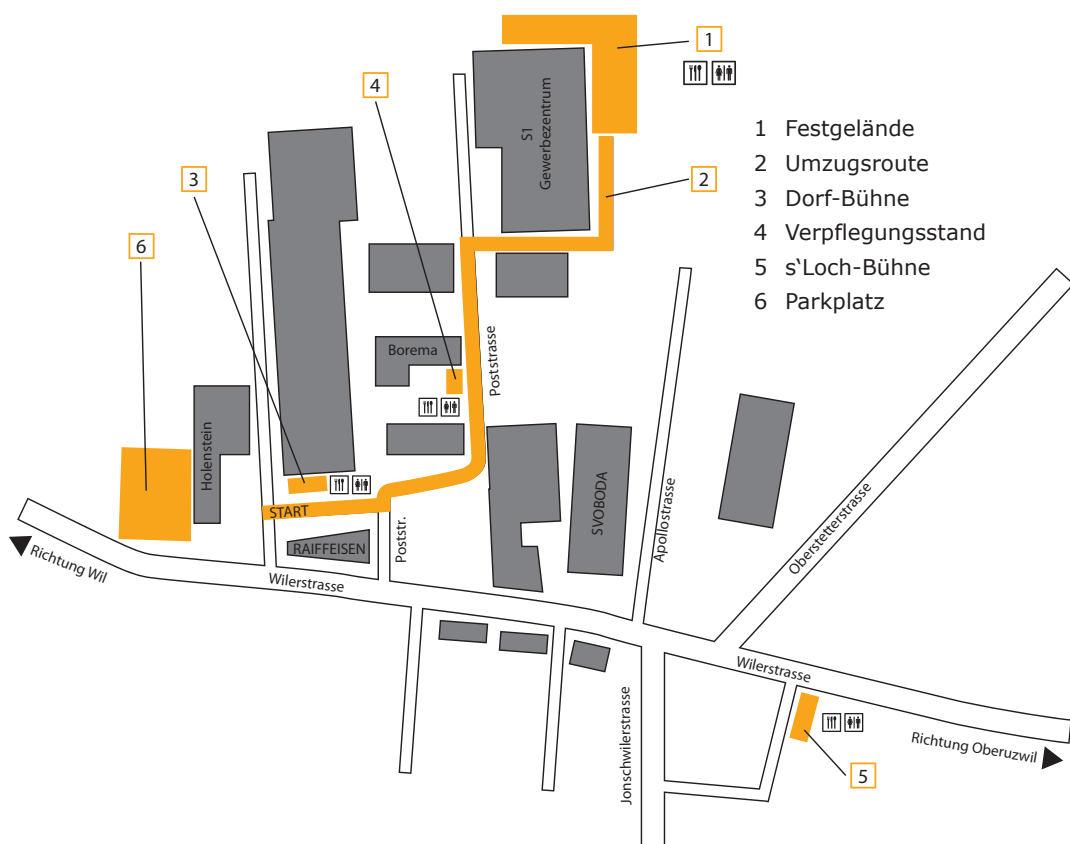 1
4
S1
Gewerbezentrum
1 Festgelände
2 Umzugsroute
3 Dorf-Bühne
4 Verpflegungsstand
5 s'Loch-Bühne
6 Parkplatz
3
2
6
Borema
Poststrasse
Holenstein
START
SVOBODA
Apollostrasse
Oberstetterstrasse
RAIFFEISEN
Poststr.
Richtung Wil
Wilerstrasse
Wilerstrasse
Jonschwilerstrasse
Richtung Oberuzwil
5